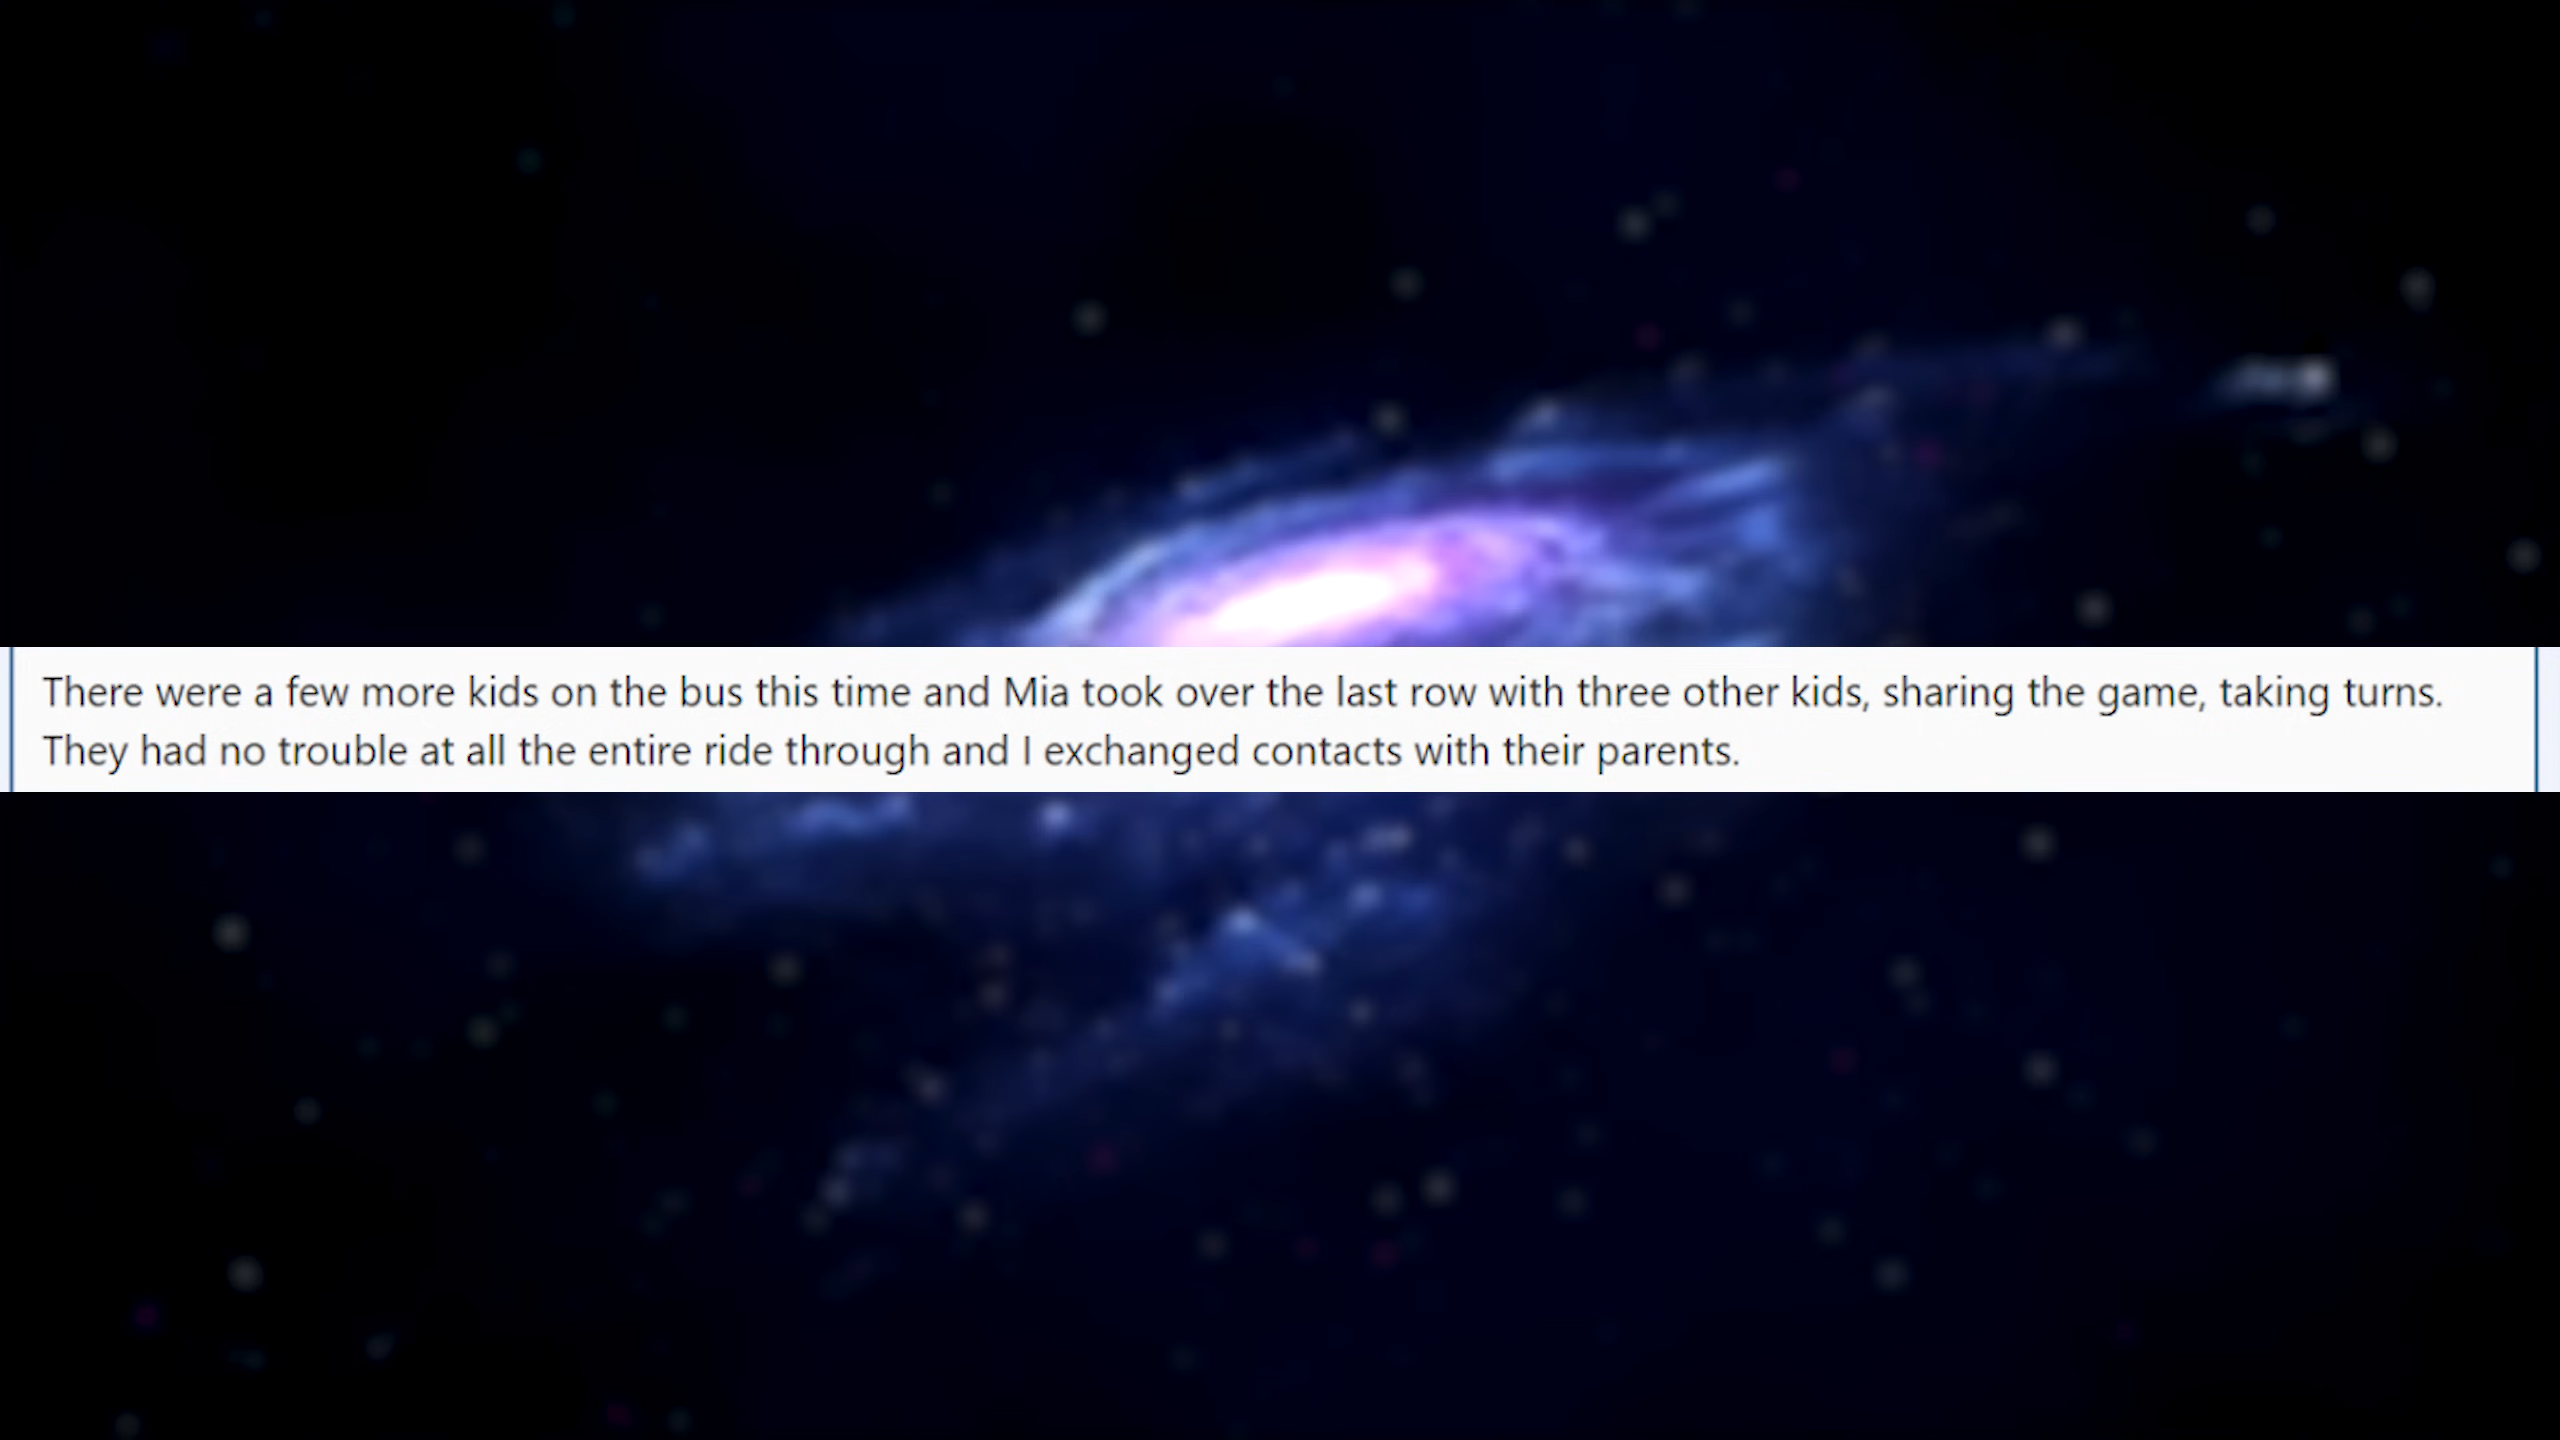 There were a few more kids on the bus this time and Mia took over the last row with three other kids, sharing the game, taking turns.
They had no trouble at all the entire ride through and I exchanged contacts with their parents.